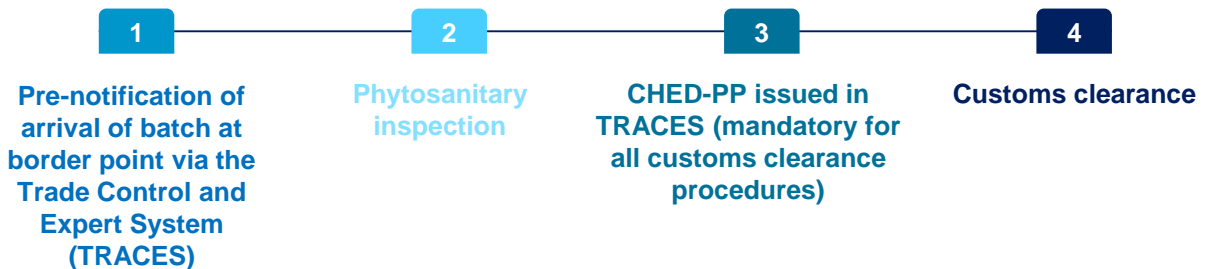 1
2
3
4
Pre-notification of
arrival of batch at
border point via the
Trade Control and
Expert System
(TRACES)
Phytosanitary
inspection
CHED-PP issued in
TRACES (mandatory for
all customs clearance
procedures)
Customs clearance